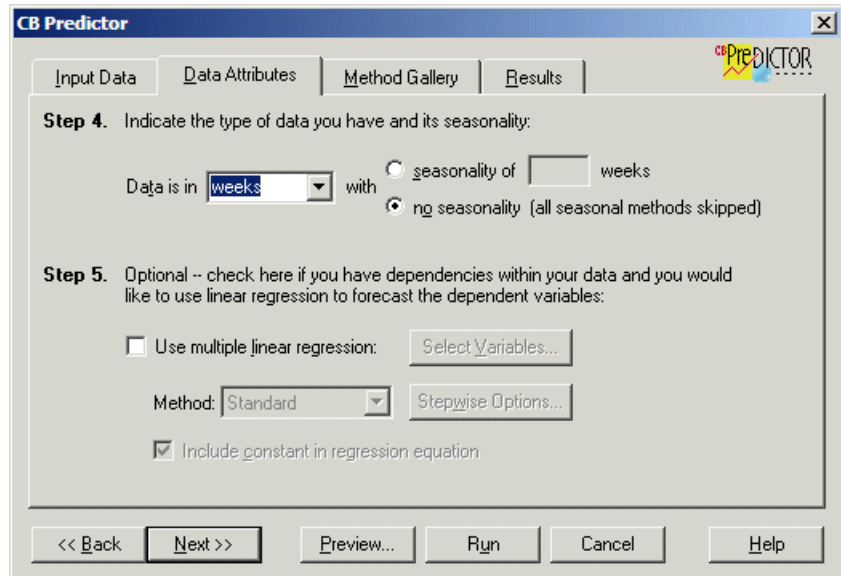 CB Predictor
CB PreDICTOR
Input Data Data Attributes Method Gallery Results
Step 4. Indicate the type of data you have and its seasonality:
seasonality of weeks
Data is in weeks with
no seasonality (all seasonal methods skipped)
Step 5. Optional -- check here if you have dependencies within your data and you would
like to use linear regression to forecast the dependent variables:
Use multiple linear regression: Select Variables...
Method: Standard Stepwise Options...
Include constant in regression equation
<< Back Next >> Preview... Run Cancel Help